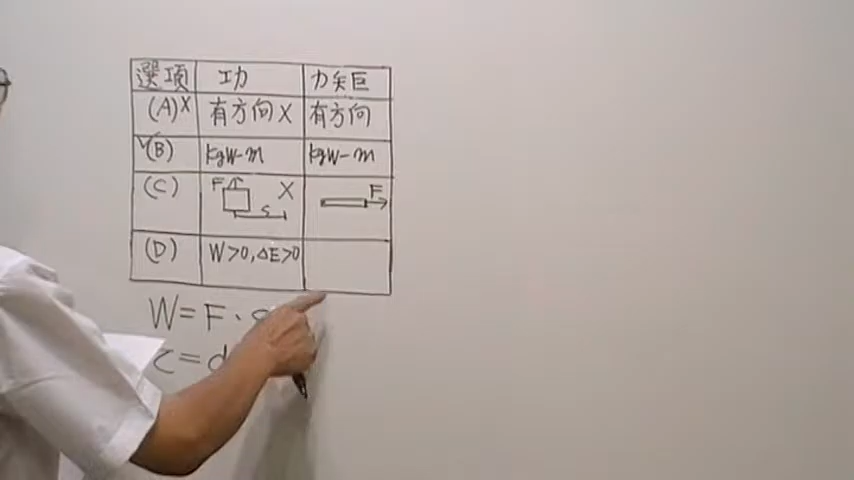 選項 功 力矩
(A)X 有方向X 有方向
✓(B) kgw-m kgw-m
(C) F S X F
(D) W>0,ΔE>0
W=F·
τ=d